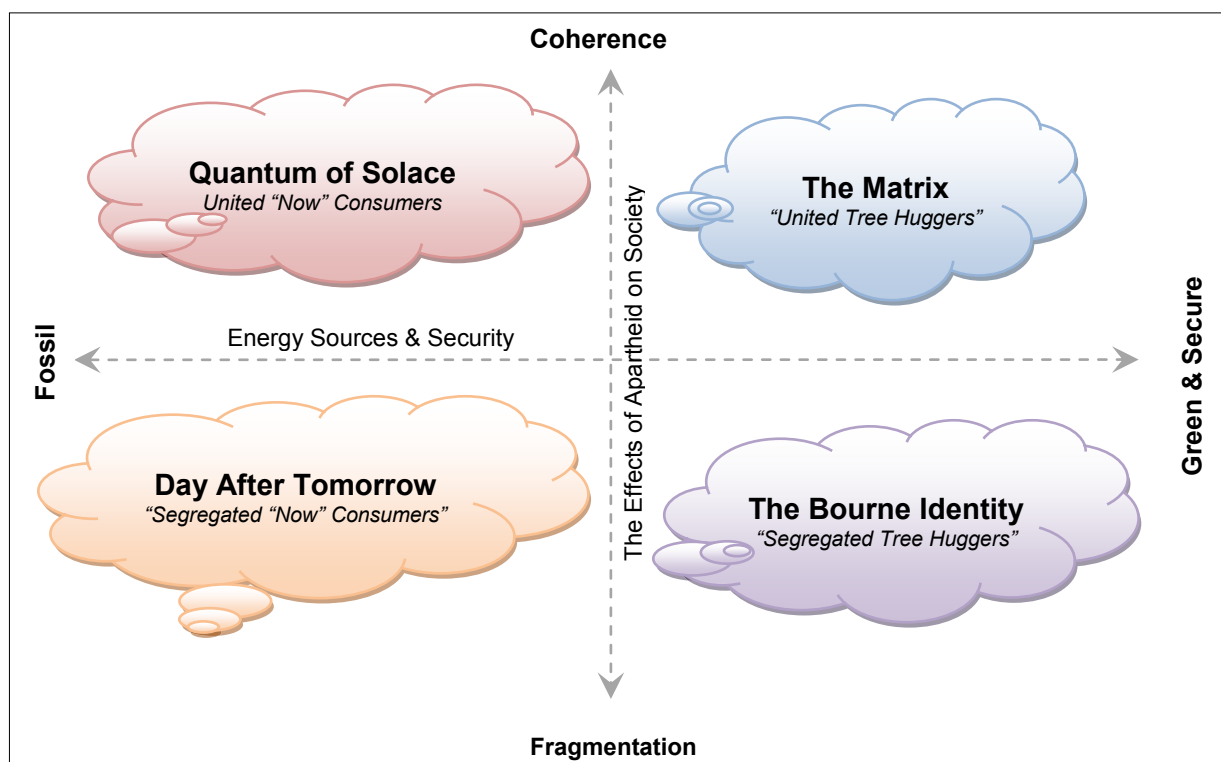 Coherence
Quantum of Solace
United “Now” Consumers
The Matrix
“United Tree Huggers”
The Effects of Apartheid on Society
Energy Sources & Security
Fossil
Green & Secure
Day After Tomorrow
“Segregated “Now” Consumers”
The Bourne Identity
“Segregated Tree Huggers”
Fragmentation